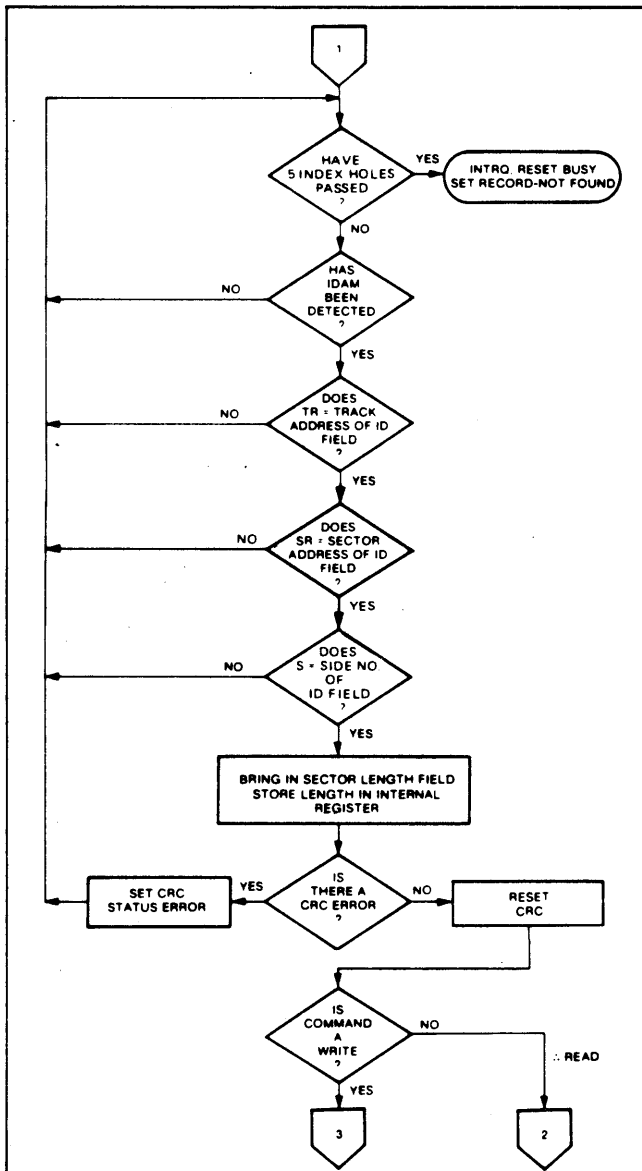 1
HAVE
5 INDEX HOLES
PASSED
?
YES
INTRQ. RESET BUSY
SET RECORD-NOT FOUND
NO
HAS
IDAM
BEEN
DETECTED
?
NO
YES
DOES
TR = TRACK
ADDRESS OF ID
FIELD
?
NO
YES
DOES
SR = SECTOR
ADDRESS OF ID
FIELD
?
NO
YES
DOES
S = SIDE NO.
OF
ID FIELD
?
NO
YES
BRING IN SECTOR LENGTH FIELD
STORE LENGTH IN INTERNAL
REGISTER
IS
THERE A
CRC ERROR
?
YES
SET CRC
STATUS ERROR
NO
RESET
CRC
IS
COMMAND
A
WRITE
?
NO
∴ READ
YES
3
2